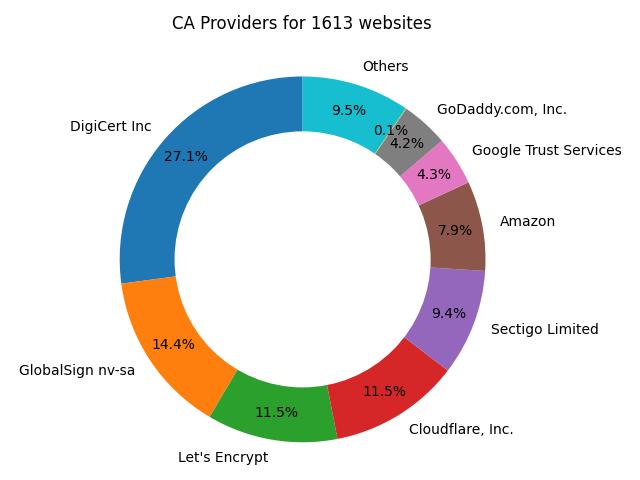 CA Providers for 1613 websites
Others
9.5%
GoDaddy.com, Inc.
0.1%
4.2%
Google Trust Services
4.3%
DigiCert Inc
27.1%
Amazon
7.9%
Sectigo Limited
9.4%
GlobalSign nv-sa
14.4%
Cloudflare, Inc.
11.5%
Let's Encrypt
11.5%